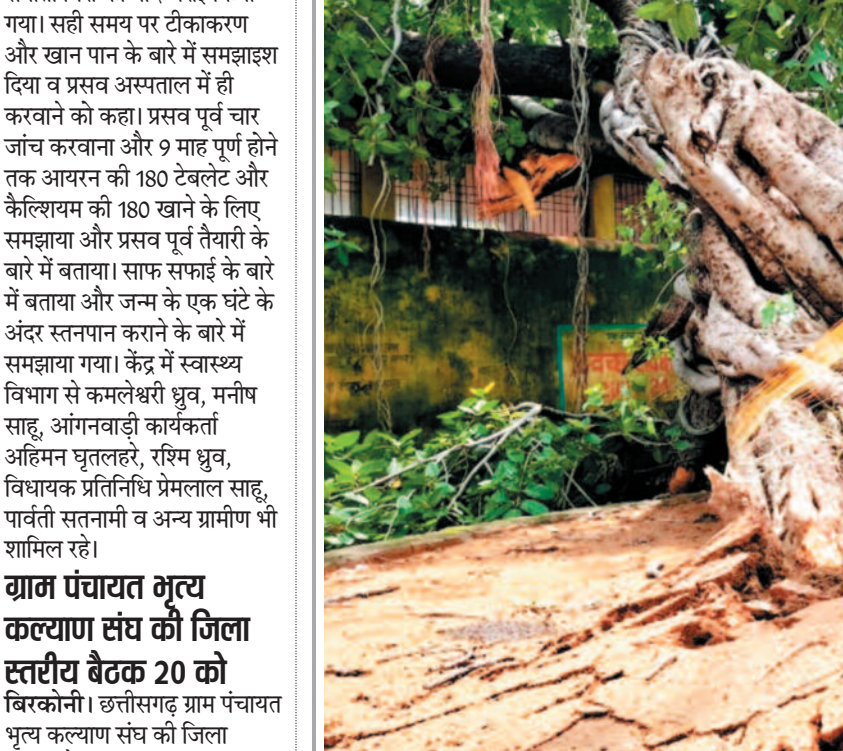 गया। सही समय पर टीकाकरण
और खान पान के बारे में समझाइश
दिया व प्रसव अस्पताल में ही
करवाने को कहा। प्रसव पूर्व चार
जांच करवाना और 9 माह पूर्ण होने
तक आयरन की 180 टेबलेट और
कैल्शियम की 180 खाने के लिए
समझाया और प्रसव पूर्व तैयारी के
बारे में बताया। साफ सफाई के बारे
में बताया और जन्म के एक घंटे के
अंदर स्तनपान कराने के बारे में
समझाया गया। केंद्र में स्वास्थ्य
विभाग से कमलेश्वरी ध्रुव, मनीष
साहू, आंगनवाड़ी कार्यकर्ता
अहिमन घृतलहरे, रश्मि ध्रुव,
विधायक प्रतिनिधि प्रेमलाल साहू,
पार्वती सतनामी व अन्य ग्रामीण भी
शामिल रहे।
ग्राम पंचायत भृत्य
कल्याण संघ की जिला
स्तरीय बैठक 20 को
बिरकोनी। छत्तीसगढ़ ग्राम पंचायत
भृत्य कल्याण संघ की जिला